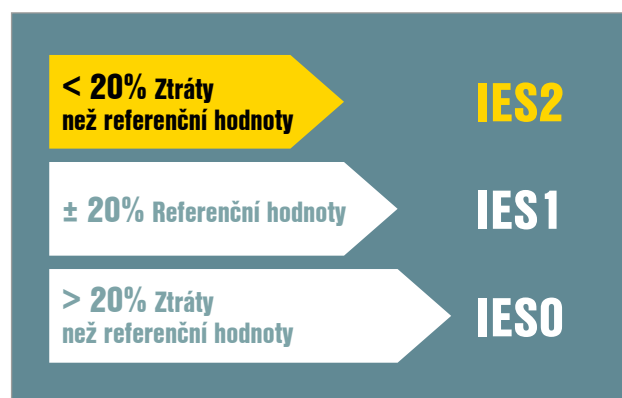 < 20% Ztráty
než referenční hodnoty
IES2
± 20% Referenční hodnoty
IES1
> 20% Ztráty
než referenční hodnoty
IES0